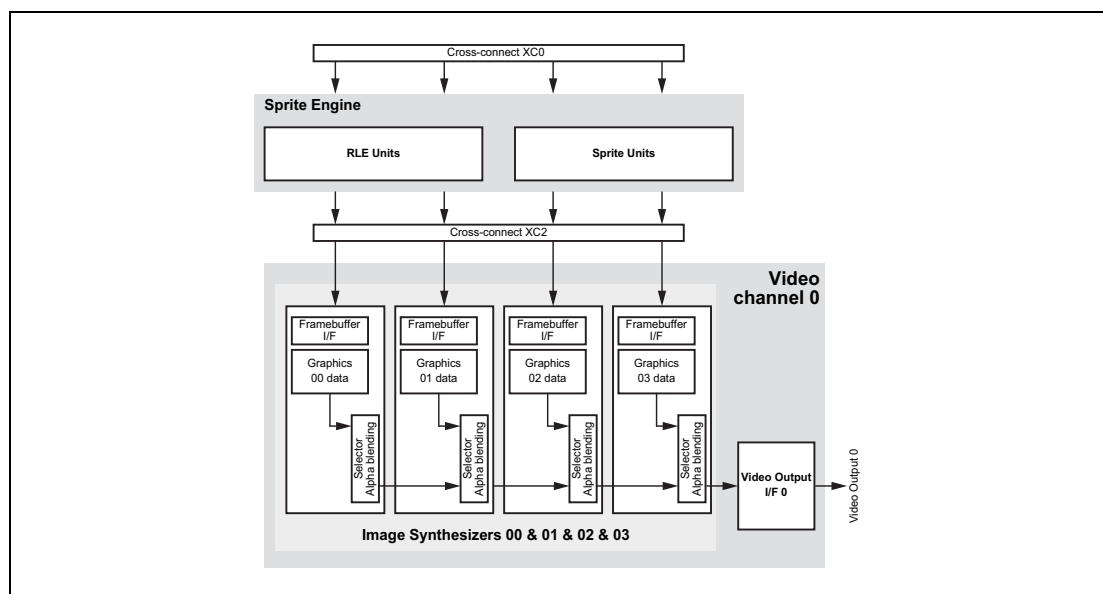 Cross-connect XC0
Sprite Engine
RLE Units
Sprite Units
Cross-connect XC2
Video
channel 0
Framebuffer
I/F
Graphics
00 data
Selector
Alpha blending
Framebuffer
I/F
Graphics
01 data
Selector
Alpha blending
Framebuffer
I/F
Graphics
02 data
Selector
Alpha blending
Framebuffer
I/F
Graphics
03 data
Selector
Alpha blending
Video Output
I/F 0
Video Output 0
Image Synthesizers 00 & 01 & 02 & 03